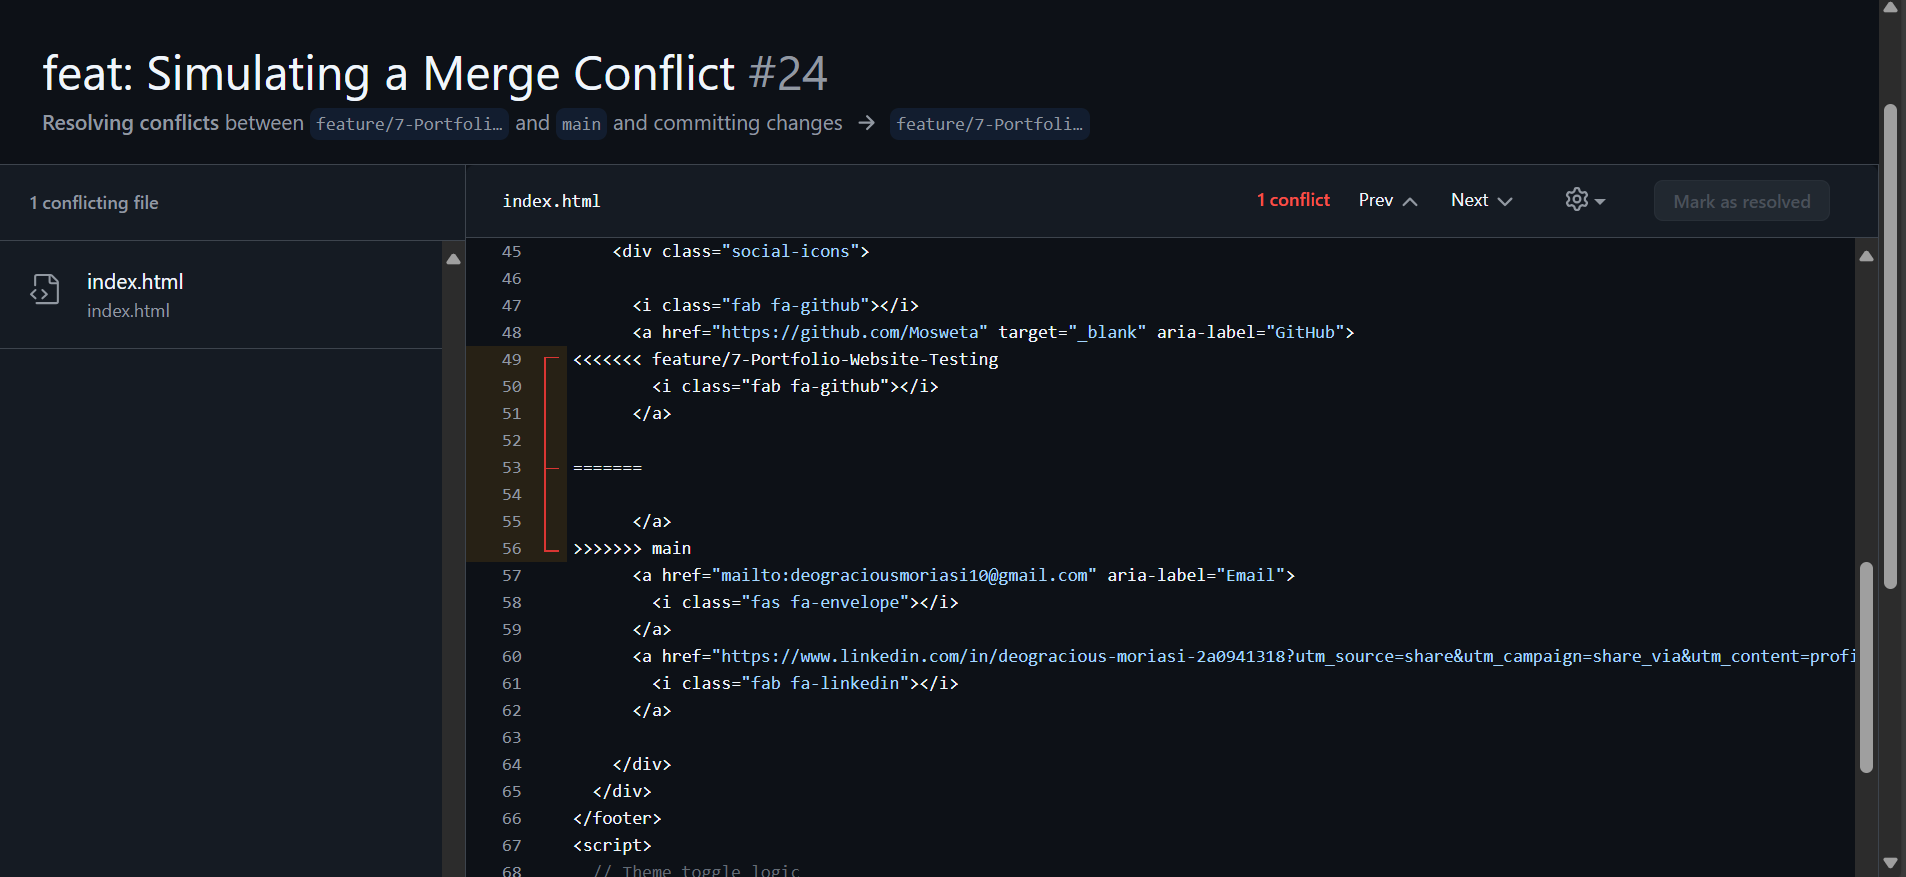 feat: Simulating a Merge Conflict #24
Resolving conflicts between feature/7-Portfoli… and main and committing changes → feature/7-Portfoli…
1 conflicting file
index.html
index.html
index.html 1 conflict Prev Next Mark as resolved
45 <div class="social-icons">
46
47 <i class="fab fa-github"></i>
48 <a href="https://github.com/Mosweta" target="_blank" aria-label="GitHub">
49 <<<<<<< feature/7-Portfolio-Website-Testing
50 <i class="fab fa-github"></i>
51 </a>
52
53 =======
54
55 </a>
56 >>>>>>> main
57 <a href="mailto:deograciousmoriasi10@gmail.com" aria-label="Email">
58 <i class="fas fa-envelope"></i>
59 </a>
60 <a href="https://www.linkedin.com/in/deogracious-moriasi-2a0941318?utm_source=share&utm_campaign=share_via&utm_content=profi
61 <i class="fab fa-linkedin"></i>
62 </a>
63
64 </div>
65 </div>
66 </footer>
67 <script>
68 // Theme toggle logic